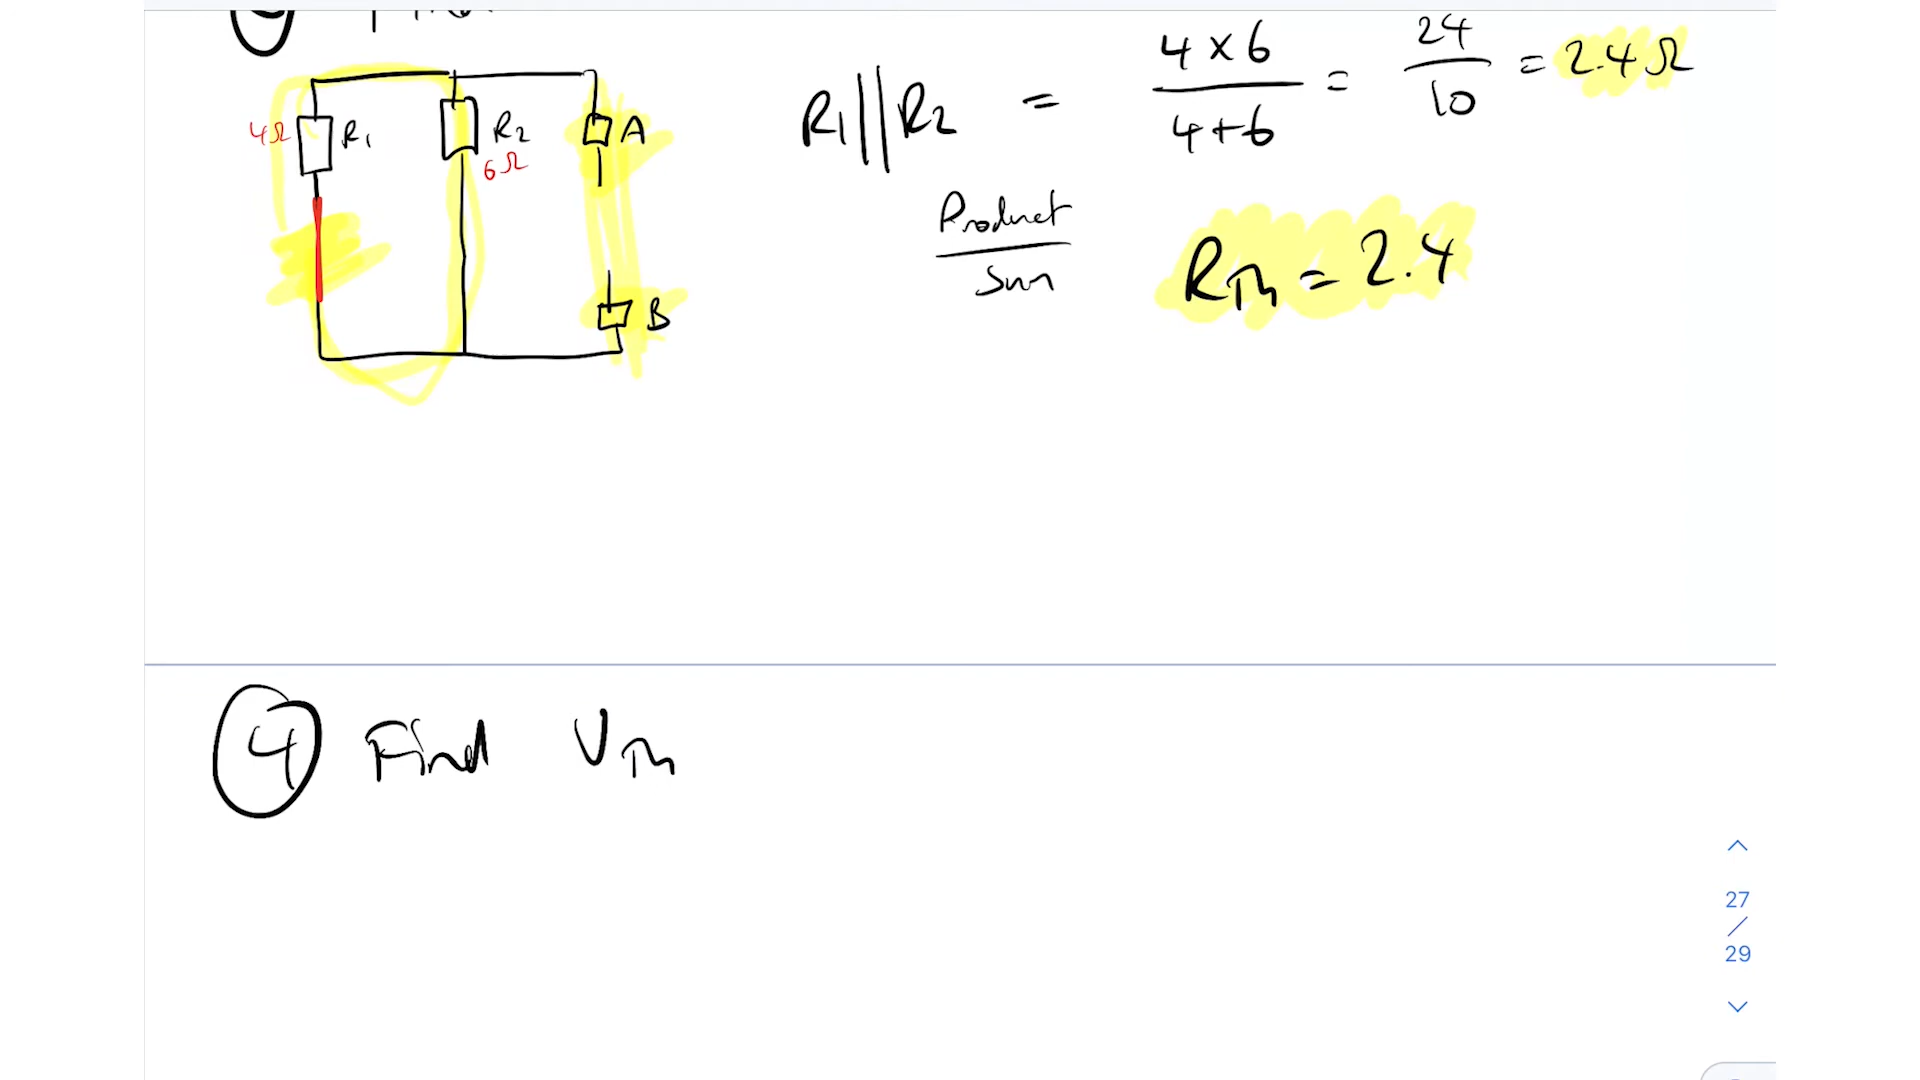 4Ω R1 R2 6Ω A
B
R1||R2 = 4 x 6 / 4+6 = 24 / 10 = 2.4Ω
Product
Sum
RTh = 2.4
4 Find VTh
27
/
29